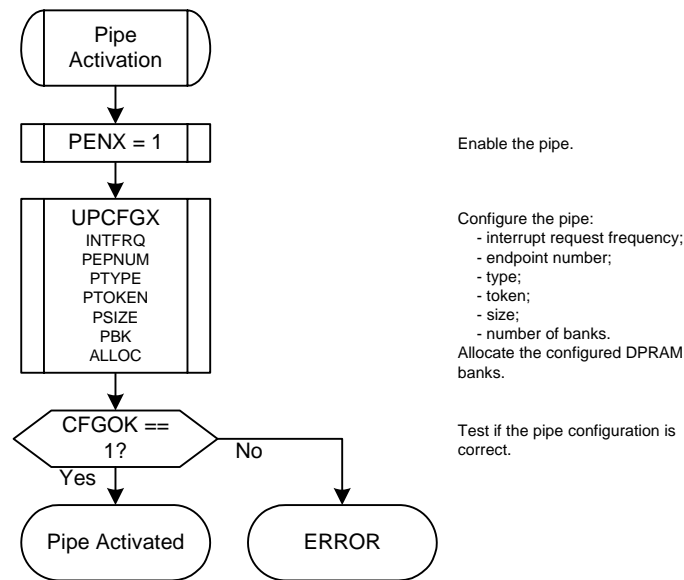 Pipe
Activation
PENX = 1
Enable the pipe.
UPCFGX
INTFRQ
PEPNUM
PTYPE
PTOKEN
PSIZE
PBK
ALLOC
Configure the pipe:
- interrupt request frequency;
- endpoint number;
- type;
- token;
- size;
- number of banks.
Allocate the configured DPRAM
banks.
CFGOK ==
1?
Test if the pipe configuration is
correct.
Yes
No
Pipe Activated
ERROR